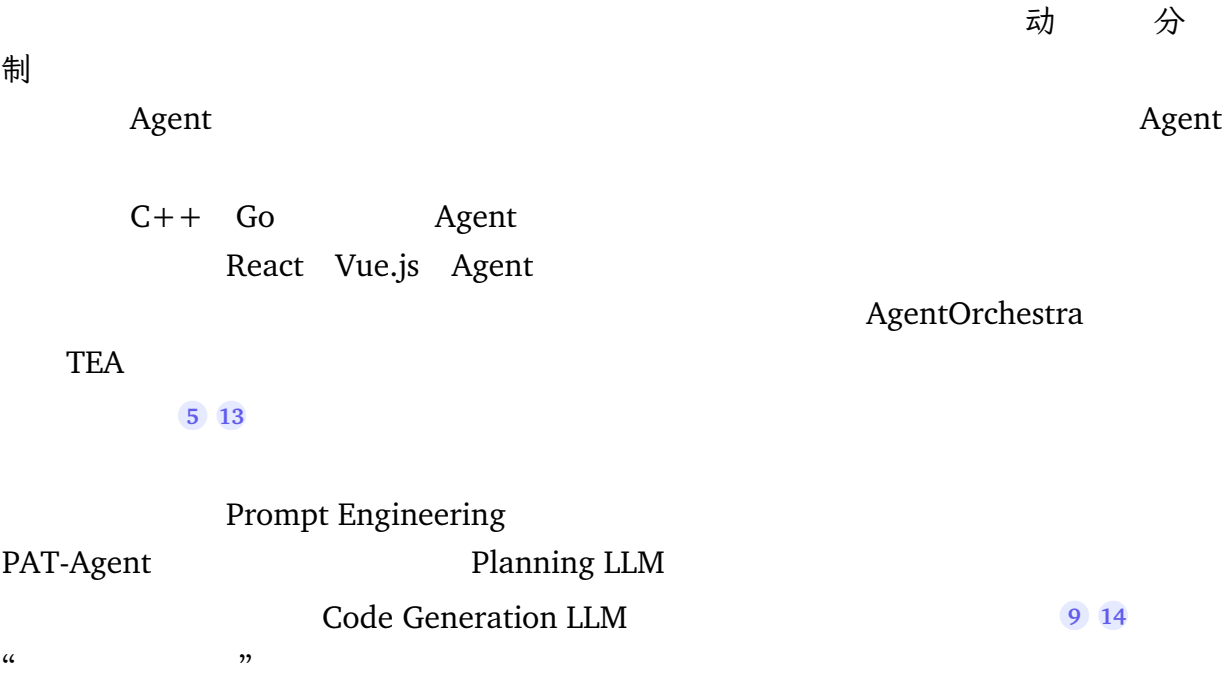 动 分
制
Agent Agent
C++ Go Agent
React Vue.js Agent
AgentOrchestra
TEA
5 13
Prompt Engineering
PAT-Agent Planning LLM
Code Generation LLM 9 14
“ ”